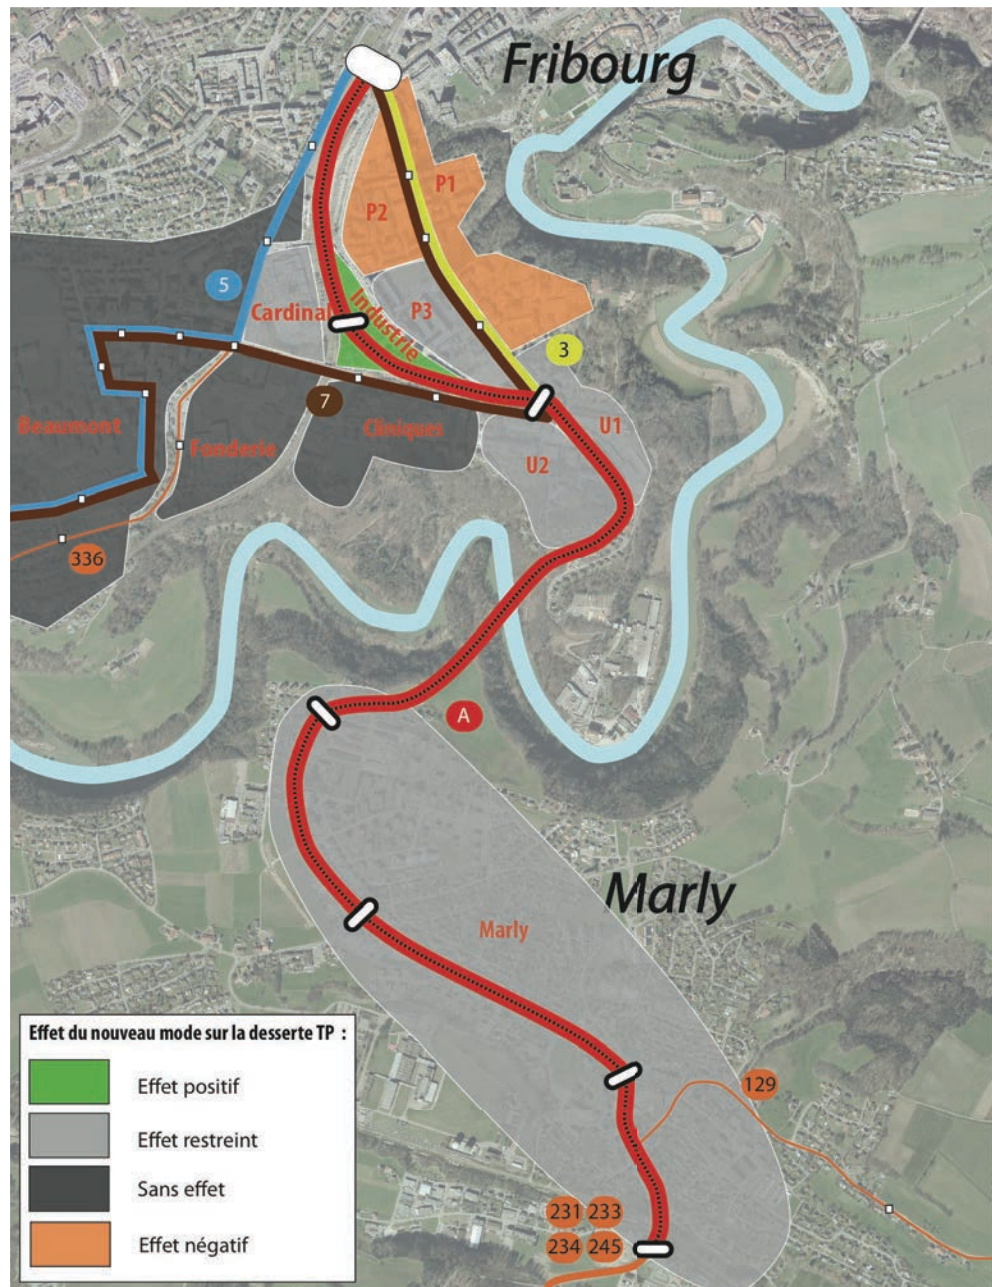 Fribourg
P1
P2
5
Cardinal
Industrie
P3
3
7
Beaumont
Fonderie
Cliniques
U1
U2
336
A
Marly
Marly
Effet du nouveau mode sur la desserte TP :
Effet positif
Effet restreint
Sans effet
Effet négatif
129
231 233
234 245